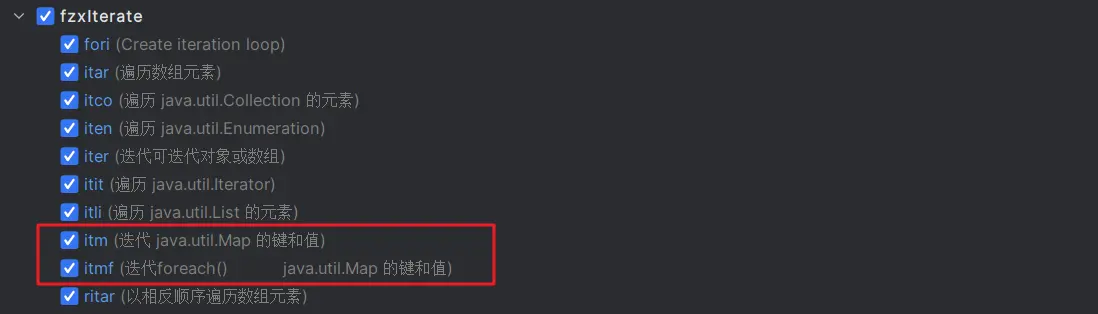 fzxIterate
fori (Create iteration loop)
itar (遍历数组元素)
itco (遍历 java.util.Collection 的元素)
iten (遍历 java.util.Enumeration)
iter (迭代可迭代对象或数组)
itit (遍历 java.util.Iterator)
itli (遍历 java.util.List 的元素)
itm (迭代 java.util.Map 的键和值)
itmf (迭代foreach() java.util.Map 的键和值)
ritar (以相反顺序遍历数组元素)